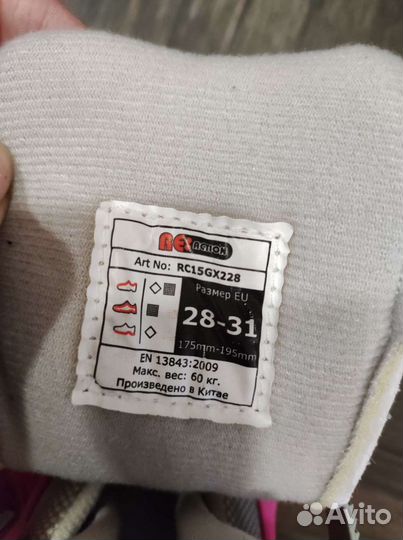 RE:ACTION
Art No: RC15GX228
Размер EU
28-31
175mm-195mm
EN 13843:2009
Макс. вес: 60 кг.
Произведено в Китае
Avito